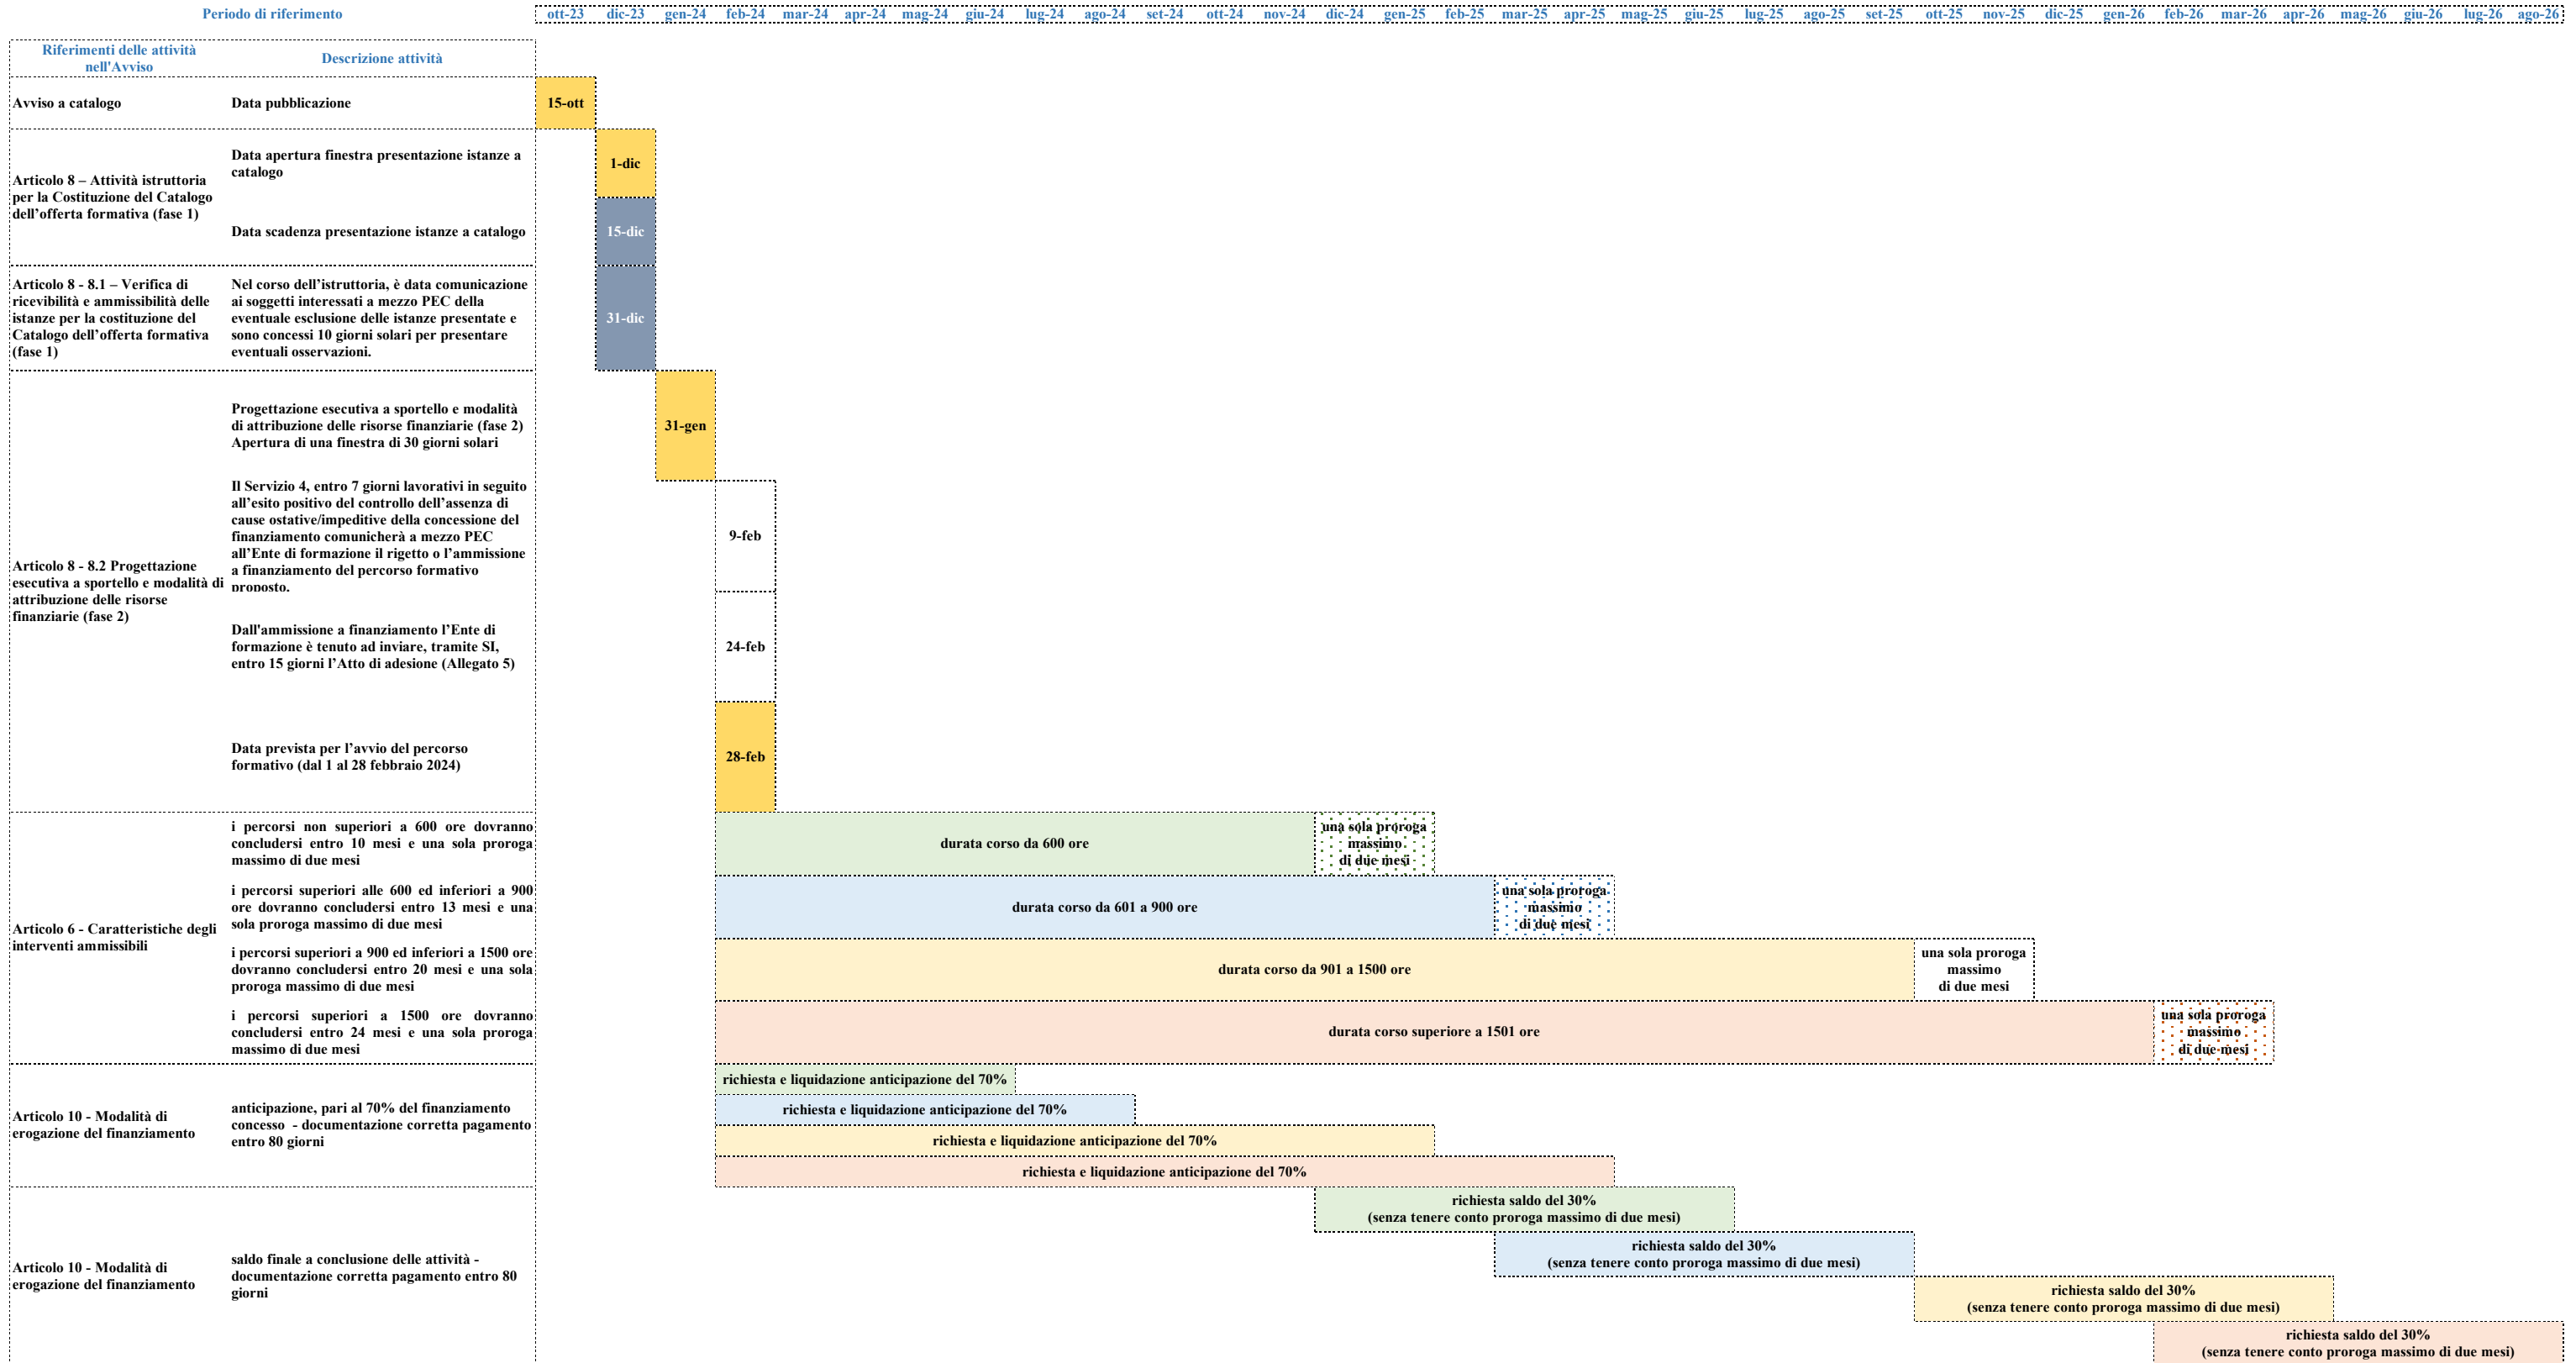 Periodo di riferimento
ott-23 dic-23 gen-24 feb-24 mar-24 apr-24 mag-24 giu-24 lug-24 ago-24 set-24 ott-24 nov-24 dic-24 gen-25 feb-25 mar-25 apr-25 mag-25 giu-25 lug-25 ago-25 set-25 ott-25 nov-25 dic-25 gen-26 feb-26 mar-26 apr-26 mag-26 giu-26 lug-26 ago-26
Riferimenti delle attività
nell'Avviso
Descrizione attività
Avviso a catalogo
Data pubblicazione
15-ott
Articolo 8 – Attività istruttoria
per la Costituzione del Catalogo
dell’offerta formativa (fase 1)
Data apertura finestra presentazione istanze a
catalogo
1-dic
Data scadenza presentazione istanze a catalogo
15-dic
Articolo 8 - 8.1 – Verifica di
ricevibilità e ammissibilità delle
istanze per la costituzione del
Catalogo dell’offerta formativa
(fase 1)
Nel corso dell’istruttoria, è data comunicazione
ai soggetti interessati a mezzo PEC della
eventuale esclusione delle istanze presentate e
sono concessi 10 giorni solari per presentare
eventuali osservazioni.
31-dic
Articolo 8 - 8.2 Progettazione
esecutiva a sportello e modalità di
attribuzione delle risorse
finanziarie (fase 2)
Progettazione esecutiva a sportello e modalità
di attribuzione delle risorse finanziarie (fase 2)
Apertura di una finestra di 30 giorni solari
31-gen
Il Servizio 4, entro 7 giorni lavorativi in seguito
all’esito positivo del controllo dell’assenza di
cause ostative/impeditive della concessione del
finanziamento comunicherà a mezzo PEC
all’Ente di formazione il rigetto o l’ammissione
a finanziamento del percorso formativo
proposto.
9-feb
Dall'ammissione a finanziamento l’Ente di
formazione è tenuto ad inviare, tramite SI,
entro 15 giorni l’Atto di adesione (Allegato 5)
24-feb
Data prevista per l’avvio del percorso
formativo (dal 1 al 28 febbraio 2024)
28-feb
Articolo 6 - Caratteristiche degli
interventi ammissibili
i percorsi non superiori a 600 ore dovranno
concludersi entro 10 mesi e una sola proroga
massimo di due mesi
durata corso da 600 ore
una sola proroga
massimo
di due mesi
i percorsi superiori alle 600 ed inferiori a 900
ore dovranno concludersi entro 13 mesi e una
sola proroga massimo di due mesi
durata corso da 601 a 900 ore
una sola proroga
massimo
di due mesi
i percorsi superiori a 900 ed inferiori a 1500 ore
dovranno concludersi entro 20 mesi e una sola
proroga massimo di due mesi
durata corso da 901 a 1500 ore
una sola proroga
massimo
di due mesi
i percorsi superiori a 1500 ore dovranno
concludersi entro 24 mesi e una sola proroga
massimo di due mesi
durata corso superiore a 1501 ore
una sola proroga
massimo
di due mesi
Articolo 10 - Modalità di
erogazione del finanziamento
anticipazione, pari al 70% del finanziamento
concesso - documentazione corretta pagamento
entro 80 giorni
richiesta e liquidazione anticipazione del 70%
richiesta e liquidazione anticipazione del 70%
richiesta e liquidazione anticipazione del 70%
richiesta e liquidazione anticipazione del 70%
Articolo 10 - Modalità di
erogazione del finanziamento
saldo finale a conclusione delle attività -
documentazione corretta pagamento entro 80
giorni
richiesta saldo del 30%
(senza tenere conto proroga massimo di due mesi)
richiesta saldo del 30%
(senza tenere conto proroga massimo di due mesi)
richiesta saldo del 30%
(senza tenere conto proroga massimo di due mesi)
richiesta saldo del 30%
(senza tenere conto proroga massimo di due mesi)